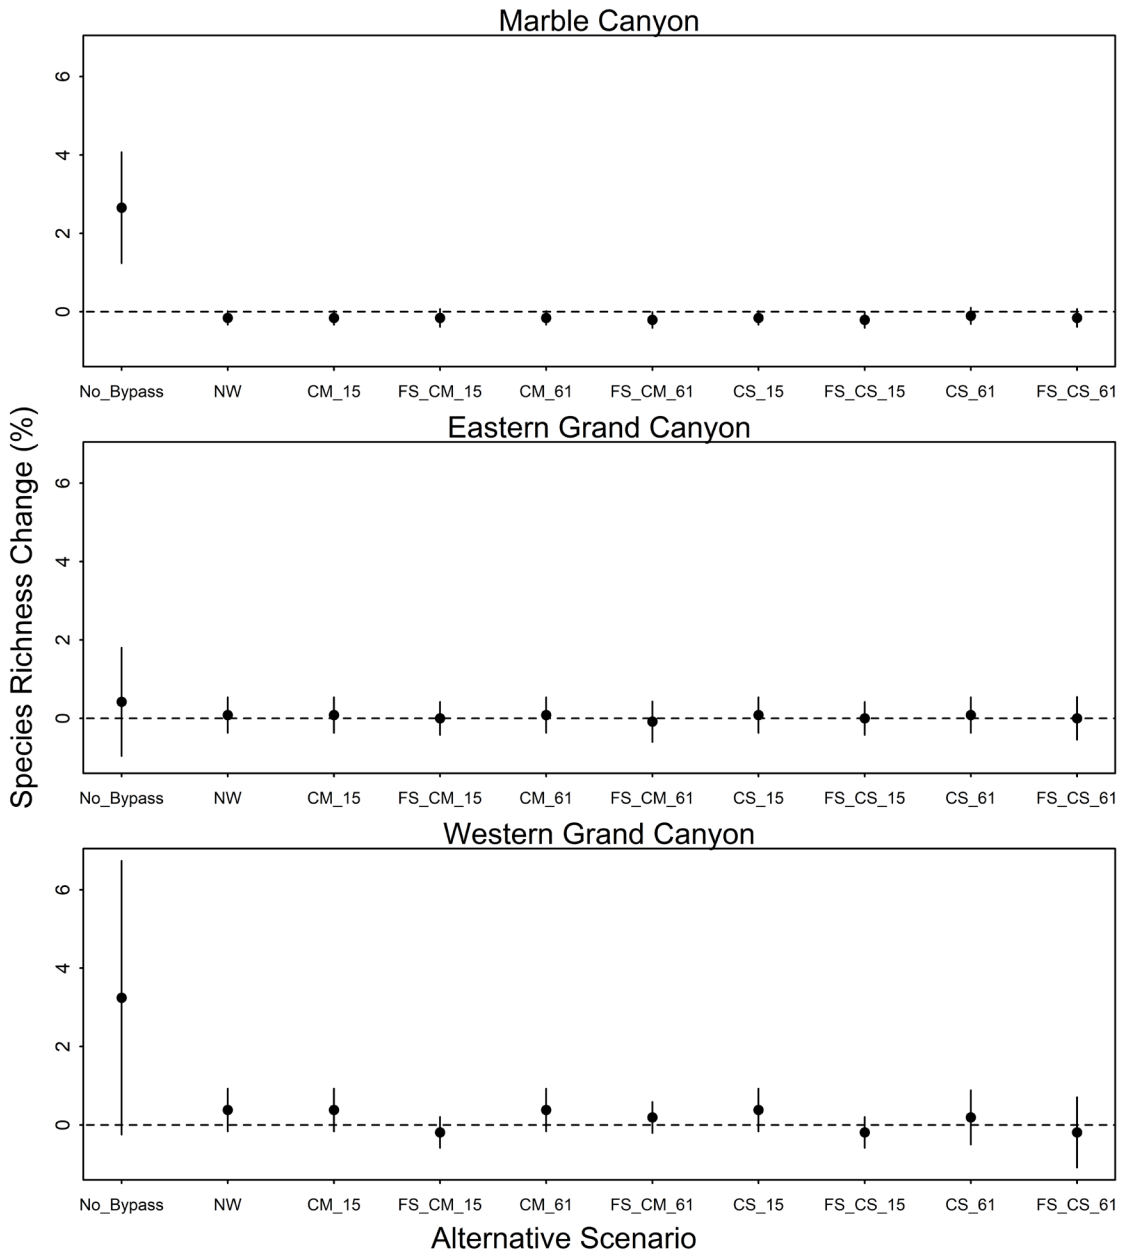 Marble Canyon
6
4
2
0
No_Bypass NW CM_15 FS_CM_15 CM_61 FS_CM_61 CS_15 FS_CS_15 CS_61 FS_CS_61
Species Richness Change (%)
Eastern Grand Canyon
6
4
2
0
No_Bypass NW CM_15 FS_CM_15 CM_61 FS_CM_61 CS_15 FS_CS_15 CS_61 FS_CS_61
Western Grand Canyon
6
4
2
0
No_Bypass NW CM_15 FS_CM_15 CM_61 FS_CM_61 CS_15 FS_CS_15 CS_61 FS_CS_61
Alternative Scenario